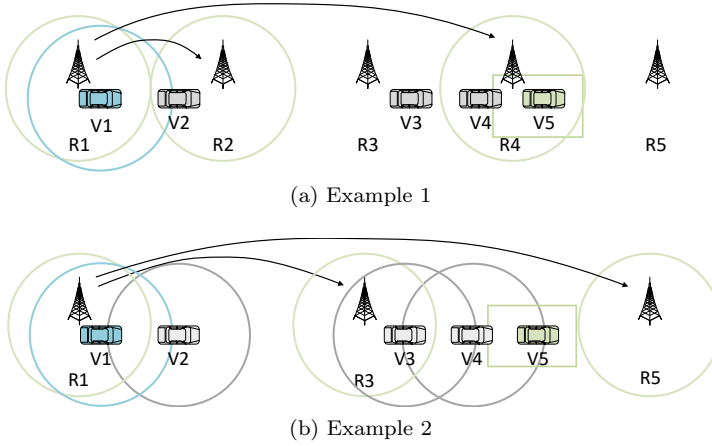 V1 V2 V3 V4 V5
R1 R2 R3 R4 R5
(a) Example 1
V1 V2 V3 V4 V5
R1 R3 R5
(b) Example 2